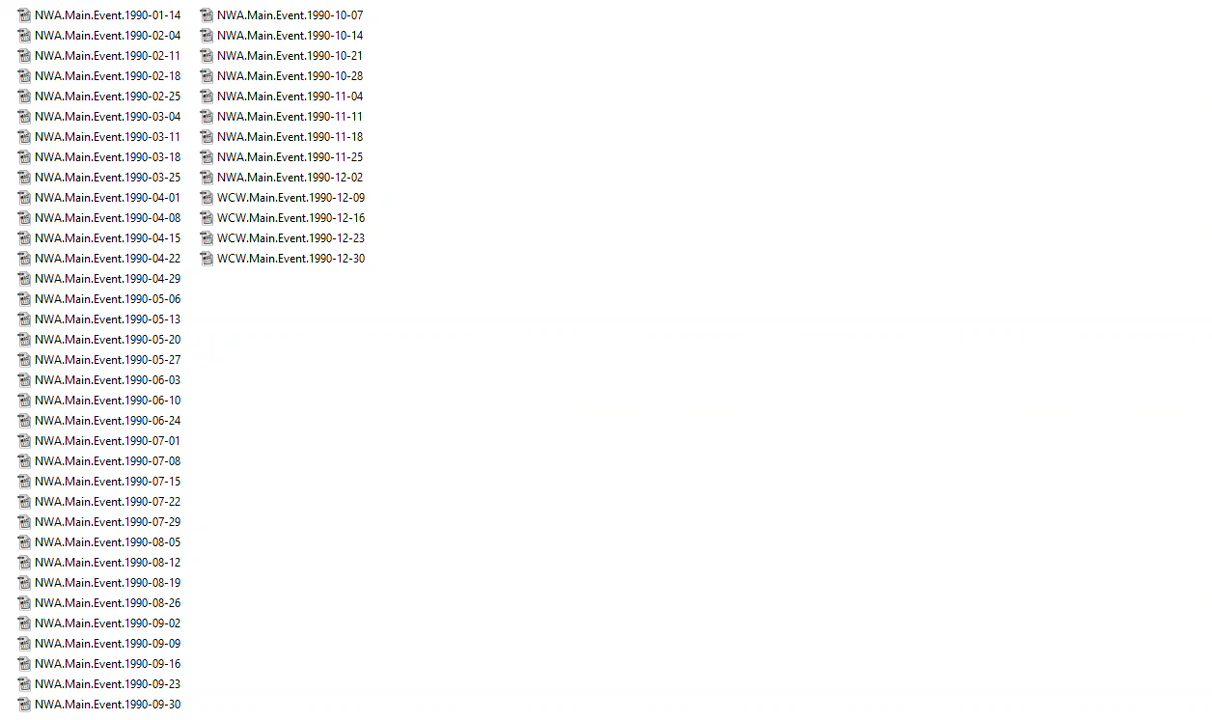 NWA.Main.Event.1990-01-14
NWA.Main.Event.1990-02-04
NWA.Main.Event.1990-02-11
NWA.Main.Event.1990-02-18
NWA.Main.Event.1990-02-25
NWA.Main.Event.1990-03-04
NWA.Main.Event.1990-03-11
NWA.Main.Event.1990-03-18
NWA.Main.Event.1990-03-25
NWA.Main.Event.1990-04-01
NWA.Main.Event.1990-04-08
NWA.Main.Event.1990-04-15
NWA.Main.Event.1990-04-22
NWA.Main.Event.1990-04-29
NWA.Main.Event.1990-05-06
NWA.Main.Event.1990-05-13
NWA.Main.Event.1990-05-20
NWA.Main.Event.1990-05-27
NWA.Main.Event.1990-06-03
NWA.Main.Event.1990-06-10
NWA.Main.Event.1990-06-24
NWA.Main.Event.1990-07-01
NWA.Main.Event.1990-07-08
NWA.Main.Event.1990-07-15
NWA.Main.Event.1990-07-22
NWA.Main.Event.1990-07-29
NWA.Main.Event.1990-08-05
NWA.Main.Event.1990-08-12
NWA.Main.Event.1990-08-19
NWA.Main.Event.1990-08-26
NWA.Main.Event.1990-09-02
NWA.Main.Event.1990-09-09
NWA.Main.Event.1990-09-16
NWA.Main.Event.1990-09-23
NWA.Main.Event.1990-09-30
NWA.Main.Event.1990-10-07
NWA.Main.Event.1990-10-14
NWA.Main.Event.1990-10-21
NWA.Main.Event.1990-10-28
NWA.Main.Event.1990-11-04
NWA.Main.Event.1990-11-11
NWA.Main.Event.1990-11-18
NWA.Main.Event.1990-11-25
NWA.Main.Event.1990-12-02
WCW.Main.Event.1990-12-09
WCW.Main.Event.1990-12-16
WCW.Main.Event.1990-12-23
WCW.Main.Event.1990-12-30